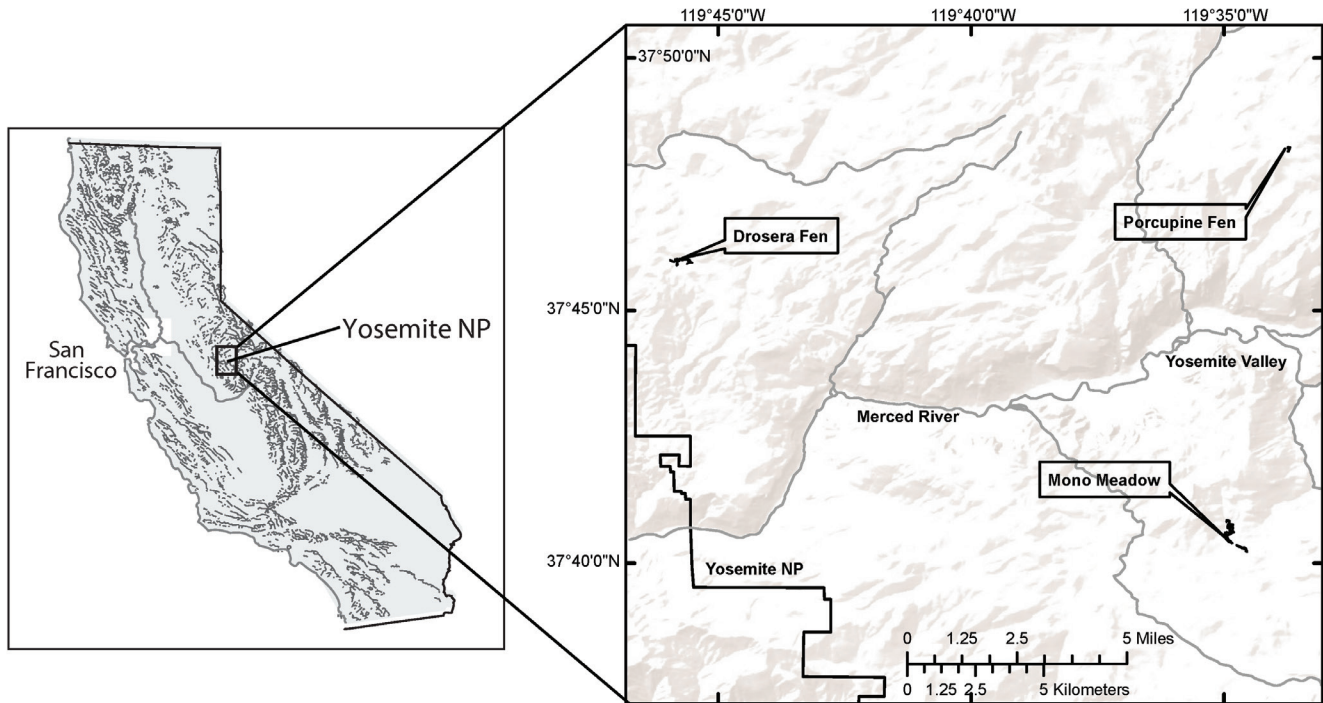 119°45'0"W
119°40'0"W
119°35'0"W
37°50'0"N
Porcupine Fen
Drosera Fen
37°45'0"N
Yosemite NP
San
Francisco
Yosemite Valley
Merced River
Mono Meadow
37°40'0"N
Yosemite NP
0 1.25 2.5 5 Miles
0 1.25 2.5 5 Kilometers